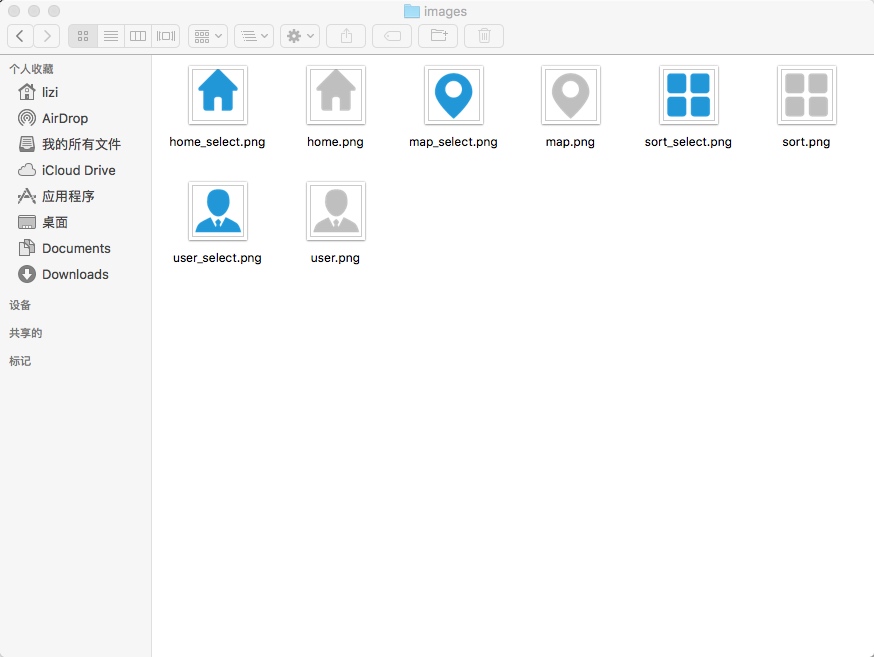 images
个人收藏
lizi
AirDrop
我的所有文件
iCloud Drive
应用程序
桌面
Documents
Downloads
设备
共享的
标记
home_select.png
home.png
map_select.png
map.png
sort_select.png
sort.png
user_select.png
user.png